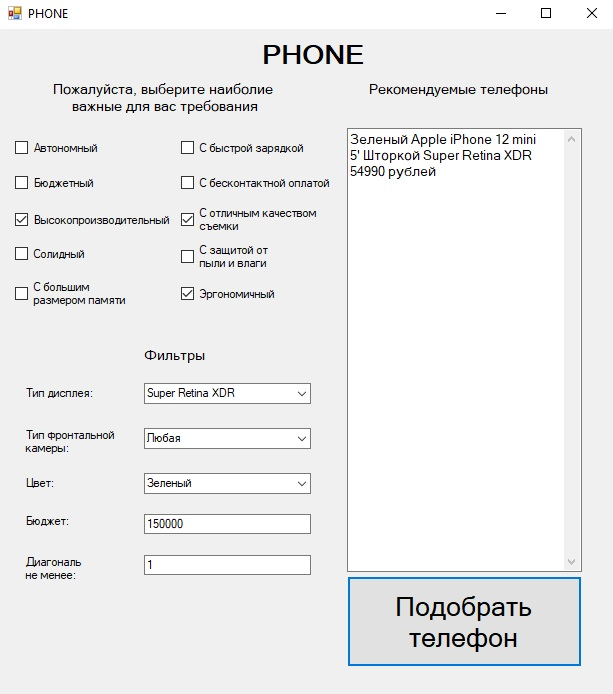 PHONE
PHONE
Пожалуйста, выберите наиболие
важные для вас требования
Автономный
С быстрой зарядкой
Бюджетный
С бесконтактной оплатой
Высокопроизводительный
С отличным качеством
съемки
Солидный
С защитой от
пыли и влаги
С большим
размером памяти
Эргономичный
Фильтры
Тип дисплея:
Super Retina XDR
Тип фронтальной
камеры:
Любая
Цвет:
Зеленый
Бюджет:
150000
Диагональ
не менее:
1
Рекомендуемые телефоны
Зеленый Apple iPhone 12 mini
5' Шторкой Super Retina XDR
54990 рублей
Подобрать
телефон